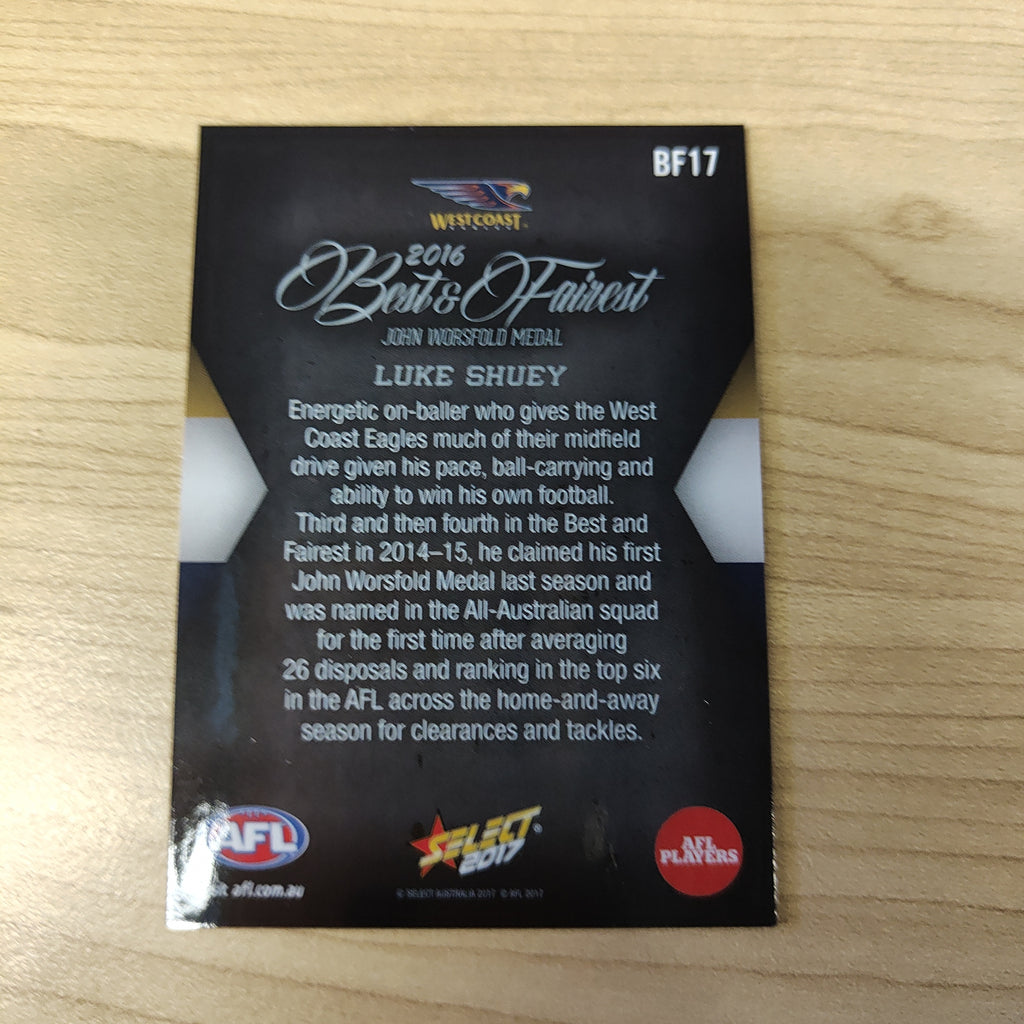 BF17
WEST COAST
2016
Best & Fairest
JOHN WORSFOLD MEDAL
LUKE SHUEY
Energetic on-baller who gives the West
Coast Eagles much of their midfield
drive given his pace, ball-carrying and
ability to win his own football.
Third and then fourth in the Best and
Fairest in 2014–15, he claimed his first
John Worsfold Medal last season and
was named in the All-Australian squad
for the first time after averaging
26 disposals and ranking in the top six
in the AFL across the home-and-away
season for clearances and tackles.
AFL
afl.com.au
SELECT
2017
© SELECT AUSTRALIA 2017 © AFL 2017
AFL
PLAYERS